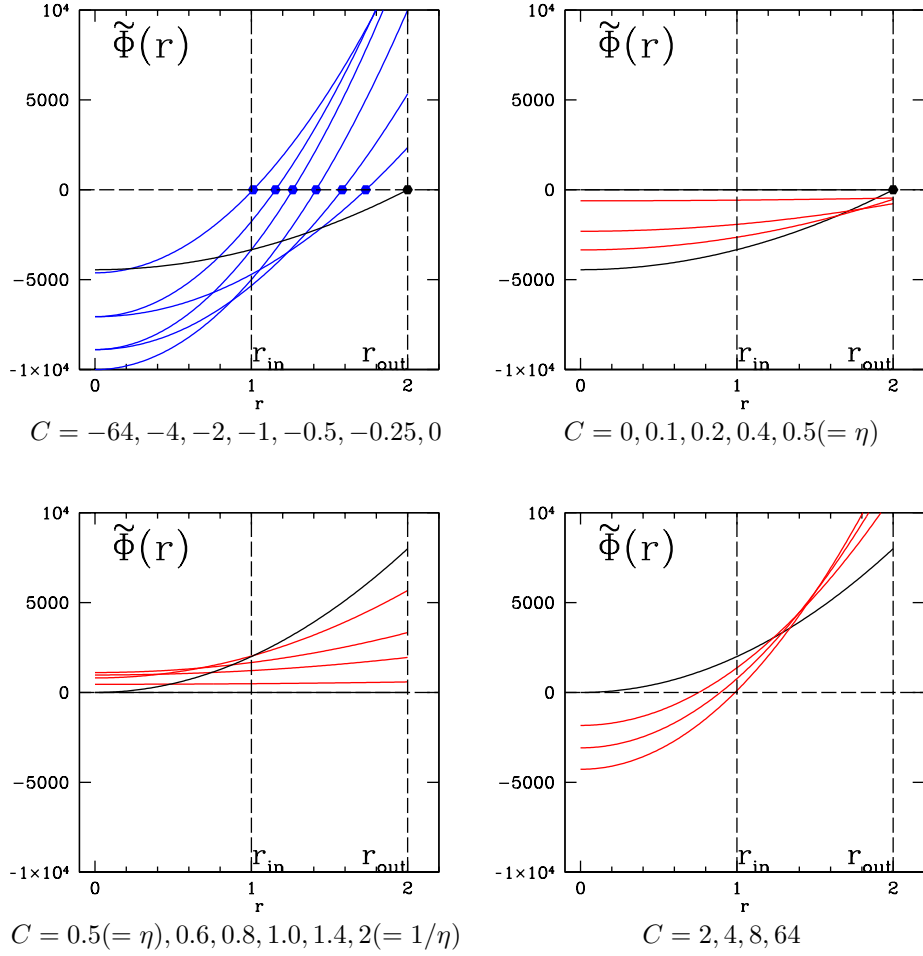 10⁴ 10⁴
Φ̃(r) Φ̃(r)
5000 5000
0 0
-5000 -5000
r_in r_out r_in r_out
-1×10⁴ -1×10⁴
0 1 2 0 1 2
r r
C = −64, −4, −2, −1, −0.5, −0.25, 0 C = 0, 0.1, 0.2, 0.4, 0.5(= η)
10⁴ 10⁴
Φ̃(r) Φ̃(r)
5000 5000
0 0
-5000 -5000
r_in r_out r_in r_out
-1×10⁴ -1×10⁴
0 1 2 0 1 2
r r
C = 0.5(= η), 0.6, 0.8, 1.0, 1.4, 2(= 1/η) C = 2, 4, 8, 64